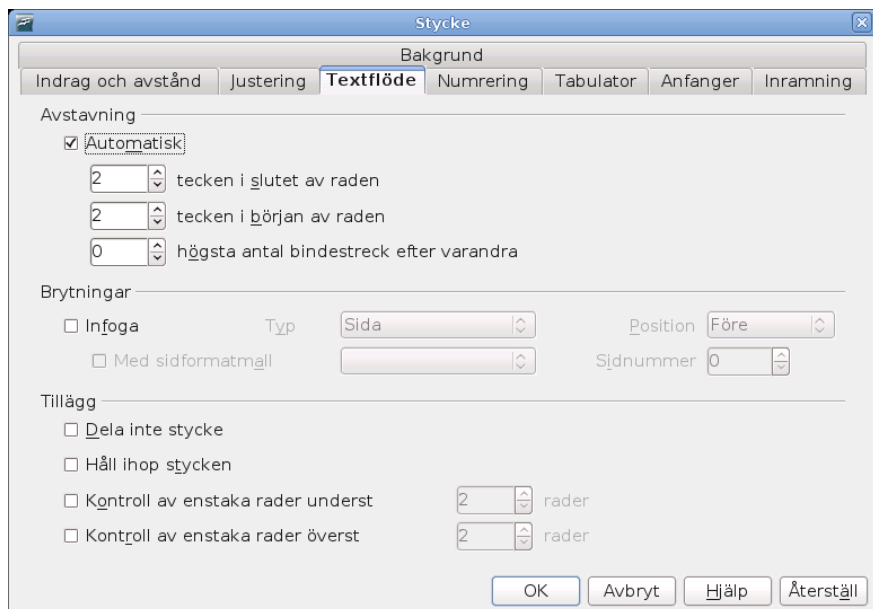 Stycke
Bakgrund
Indrag och avstånd Justering Textflöde Numrering Tabulator Anfanger Inramning
Avstavning
Automatisk
2 tecken i slutet av raden
2 tecken i början av raden
0 högsta antal bindestreck efter varandra
Brytningar
Infoga Typ Sida Position Före
Med sidformatmall Sidnummer 0
Tillägg
Dela inte stycke
Håll ihop stycken
Kontroll av enstaka rader underst 2 rader
Kontroll av enstaka rader överst 2 rader
OK Avbryt Hjälp Återställ